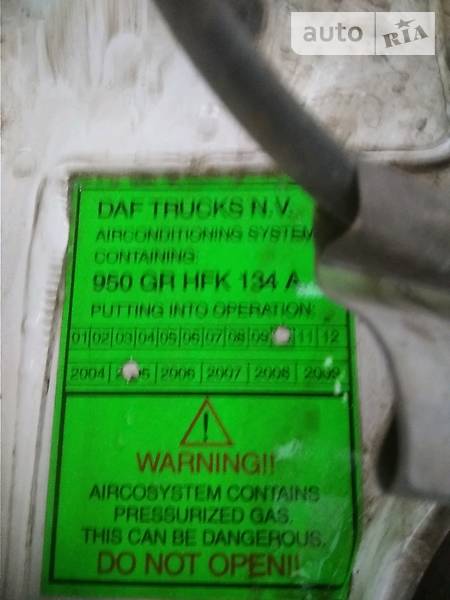 auto RIA
DAF TRUCKS N.V.
AIRCONDITIONING SYSTEM
CONTAINING:
950 GR HFK 134 A
PUTTING INTO OPERATION:
01 02 03 04 05 06 07 08 09 11 12
2004 2006 2007 2008 2009
WARNING!!
AIRCOSYSTEM CONTAINS
PRESSURIZED GAS.
THIS CAN BE DANGEROUS.
DO NOT OPEN!!